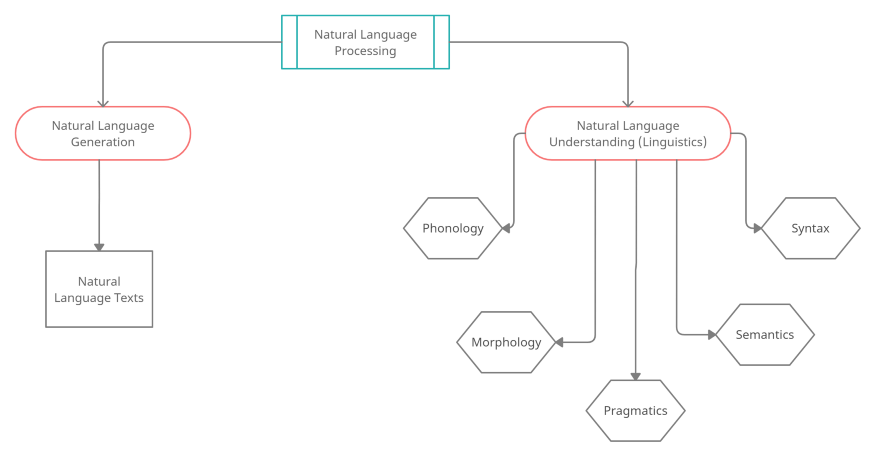 Natural Language
Processing
Natural Language
Generation
Natural Language
Understanding (Linguistics)
Phonology
Syntax
Natural
Language Texts
Morphology
Semantics
Pragmatics